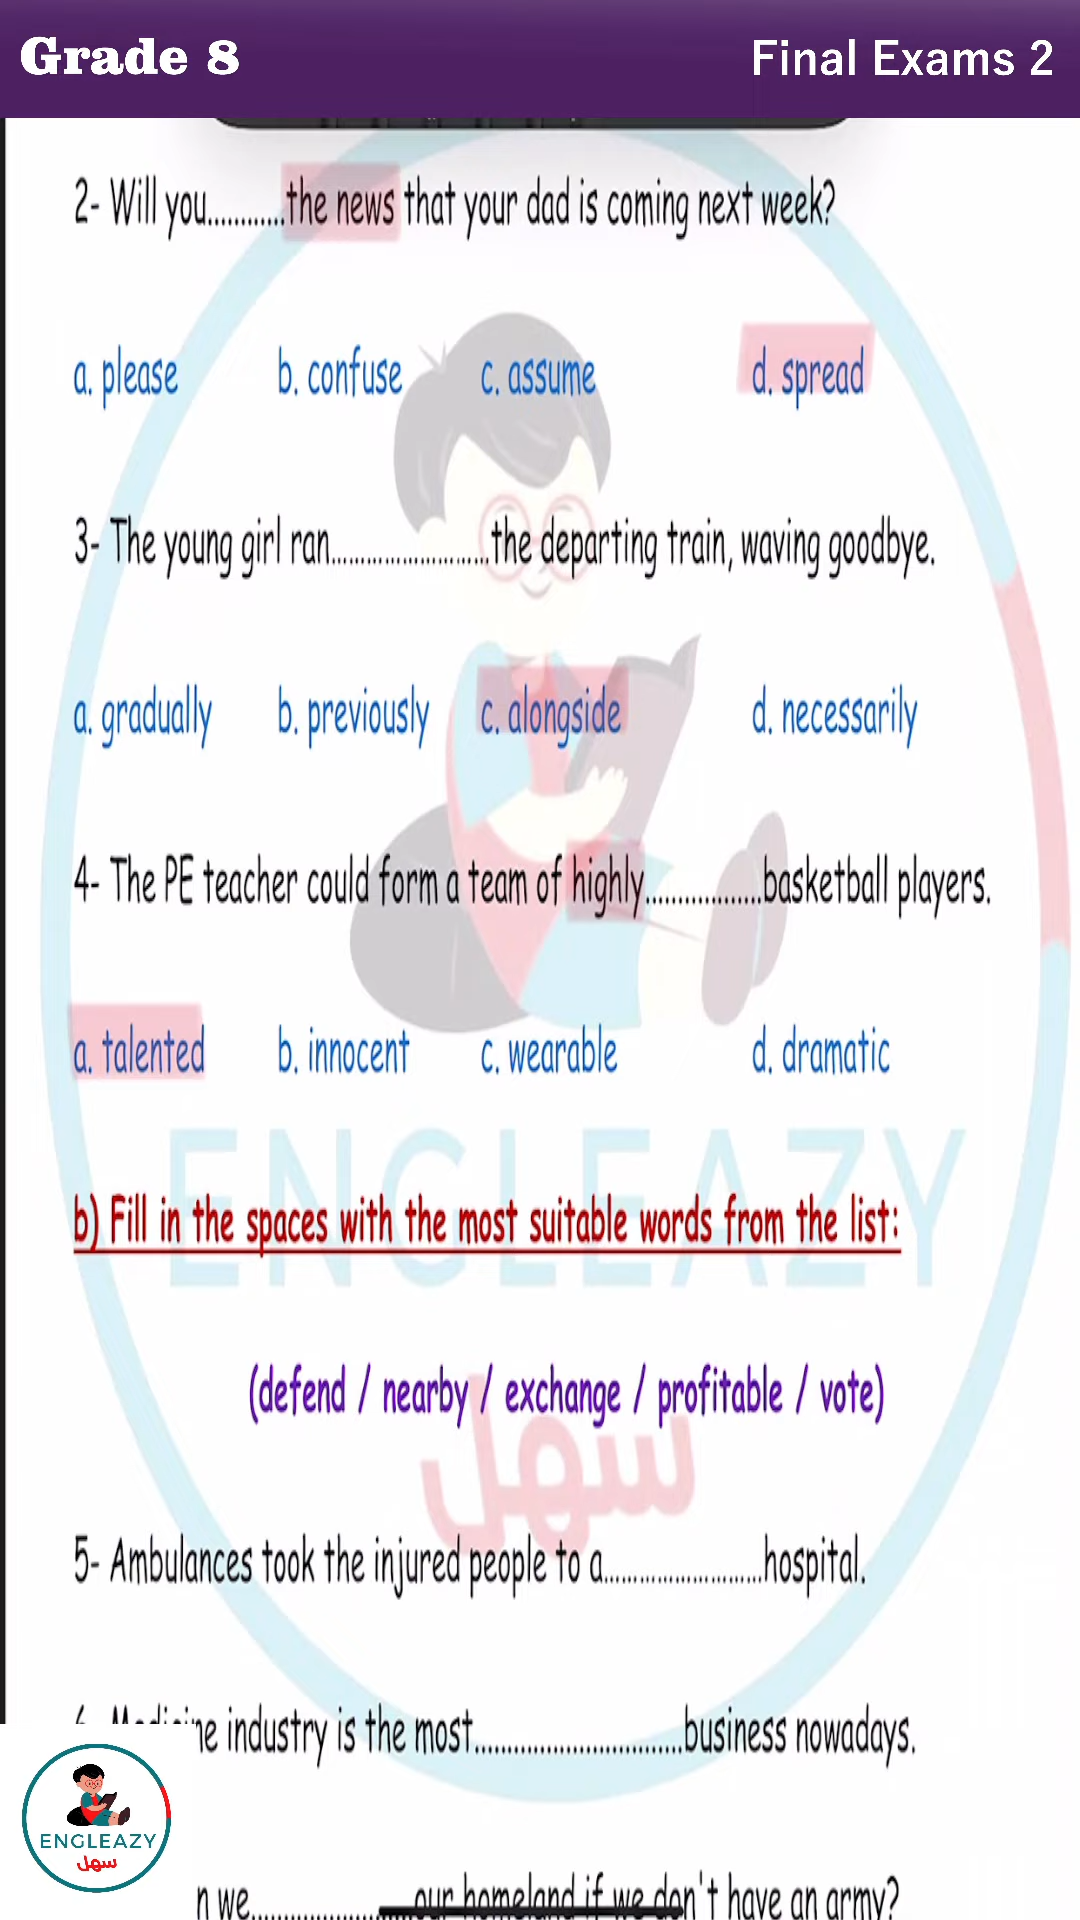 Grade 8
Final Exams 2
2- Will you............the news that your dad is coming next week?
a. please b. confuse c. assume d. spread
3- The young girl ran........................the departing train, waving goodbye.
a. gradually b. previously c. alongside d. necessarily
4- The PE teacher could form a team of highly..................basketball players.
a. talented b. innocent c. wearable d. dramatic
ENGLEAZY
b) Fill in the spaces with the most suitable words from the list:
(defend / nearby / exchange / profitable / vote)
سهل
5- Ambulances took the injured people to a........................hospital.
6- Medicine industry is the most................................business nowadays.
n we........................our homeland if we don't have an army?
ENGLEAZY
سهل